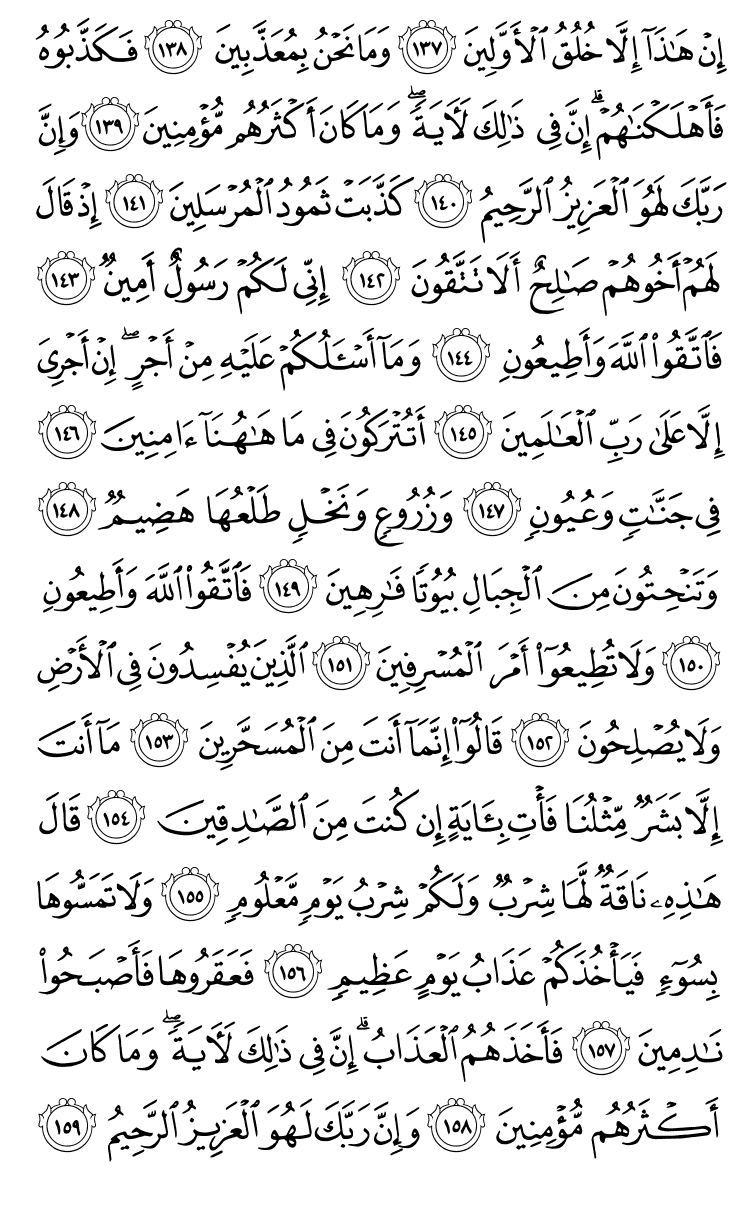 إِنْ هَٰذَآ إِلَّا خُلُقُ ٱلْأَوَّلِينَ ١٣٧ وَمَا نَحْنُ بِمُعَذَّبِينَ ١٣٨ فَكَذَّبُوهُ
فَأَهْلَكْنَٰهُمْ ۗ إِنَّ فِى ذَٰلِكَ لَـَٔايَةً ۖ وَمَا كَانَ أَكْثَرُهُم مُّؤْمِنِينَ ١٣٩ وَإِنَّ
رَبَّكَ لَهُوَ ٱلْعَزِيزُ ٱلرَّحِيمُ ١٤٠ كَذَّبَتْ ثَمُودُ ٱلْمُرْسَلِينَ ١٤١ إِذْ قَالَ
لَهُمْ أَخُوهُمْ صَٰلِحٌ أَلَا تَتَّقُونَ ١٤٢ إِنِّى لَكُمْ رَسُولٌ أَمِينٌ ١٤٣
فَٱتَّقُوا۟ ٱللَّهَ وَأَطِيعُونِ ١٤٤ وَمَآ أَسْـَٔلُكُمْ عَلَيْهِ مِنْ أَجْرٍ ۖ إِنْ أَجْرِىَ
إِلَّا عَلَىٰ رَبِّ ٱلْعَٰلَمِينَ ١٤٥ أَتُتْرَكُونَ فِى مَا هَٰهُنَآ ءَامِنِينَ ١٤٦
فِى جَنَّٰتٍ وَعُيُونٍ ١٤٧ وَزُرُوعٍ وَنَخْلٍ طَلْعُهَا هَضِيمٌ ١٤٨
وَتَنْحِتُونَ مِنَ ٱلْجِبَالِ بُيُوتًا فَٰرِهِينَ ١٤٩ فَٱتَّقُوا۟ ٱللَّهَ وَأَطِيعُونِ
١٥٠ وَلَا تُطِيعُوٓا۟ أَمْرَ ٱلْمُسْرِفِينَ ١٥١ ٱلَّذِينَ يُفْسِدُونَ فِى ٱلْأَرْضِ
وَلَا يُصْلِحُونَ ١٥٢ قَالُوٓا۟ إِنَّمَآ أَنتَ مِنَ ٱلْمُسَحَّرِينَ ١٥٣ مَآ أَنتَ
إِلَّا بَشَرٌ مِّثْلُنَا فَأْتِ بِـَٔايَةٍ إِن كُنتَ مِنَ ٱلصَّٰدِقِينَ ١٥٤ قَالَ
هَٰذِهِۦ نَاقَةٌ لَّهَا شِرْبٌ وَلَكُمْ شِرْبُ يَوْمٍ مَّعْلُومٍ ١٥٥ وَلَا تَمَسُّوهَا
بِسُوٓءٍ فَيَأْخُذَكُمْ عَذَابُ يَوْمٍ عَظِيمٍ ١٥٦ فَعَقَرُوهَا فَأَصْبَحُوا۟
نَٰدِمِينَ ١٥٧ فَأَخَذَهُمُ ٱلْعَذَابُ ۗ إِنَّ فِى ذَٰلِكَ لَـَٔايَةً ۖ وَمَا كَانَ
أَكْثَرُهُم مُّؤْمِنِينَ ١٥٨ وَإِنَّ رَبَّكَ لَهُوَ ٱلْعَزِيزُ ٱلرَّحِيمُ ١٥٩